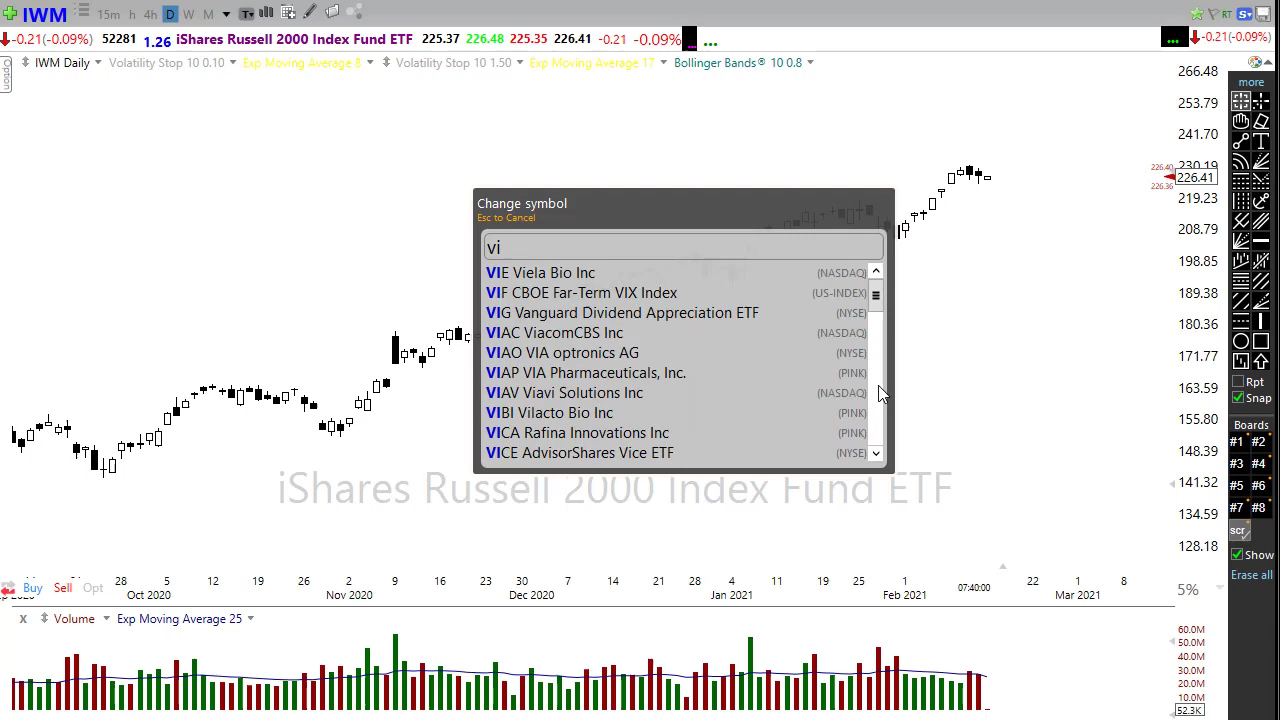 IWM 15m h 4h D W M T
RT S
-0.21(-0.09%) 52281 1.26 iShares Russell 2000 Index Fund ETF 225.37 226.48 225.35 226.41 -0.21 -0.09% ... ... -0.21(-0.09%)
Option
IWM Daily Volatility Stop 10 0.10 Exp Moving Average 8 Volatility Stop 10 1.50 Exp Moving Average 17 Bollinger Bands® 10 0.8
266.48
253.79
241.70
230.19
226.40
226.41
226.36
219.23
208.79
198.85
189.38
180.36
171.77
163.59
155.80
148.39
141.32
134.59
128.18
more
Rpt
Snap
Boards
#1 #2
#3 #4
#5 #6
#7 #8
scr
Show
Erase all
Change symbol
Esc to Cancel
vi
VIE Viela Bio Inc (NASDAQ)
VIF CBOE Far-Term VIX Index (US-INDEX)
VIG Vanguard Dividend Appreciation ETF (NYSE)
VIAC ViacomCBS Inc (NASDAQ)
VIAO VIA optronics AG (NYSE)
VIAP VIA Pharmaceuticals, Inc. (PINK)
VIAV Viavi Solutions Inc (NASDAQ)
VIBI Vilacto Bio Inc (PINK)
VICA Rafina Innovations Inc (PINK)
VICE AdvisorShares Vice ETF (NYSE)
iShares Russell 2000 Index Fund ETF
Buy Sell Opt
28 5 12 19 26 2 9 16 23 30 7 14 21 28 4 11 19 25 1 22 1 8
Oct 2020 Nov 2020 Dec 2020 Jan 2021 Feb 2021 07:40:00 Mar 2021
5%
X Volume Exp Moving Average 25
60.0M
50.0M
40.0M
30.0M
20.0M
10.0M
52.3K